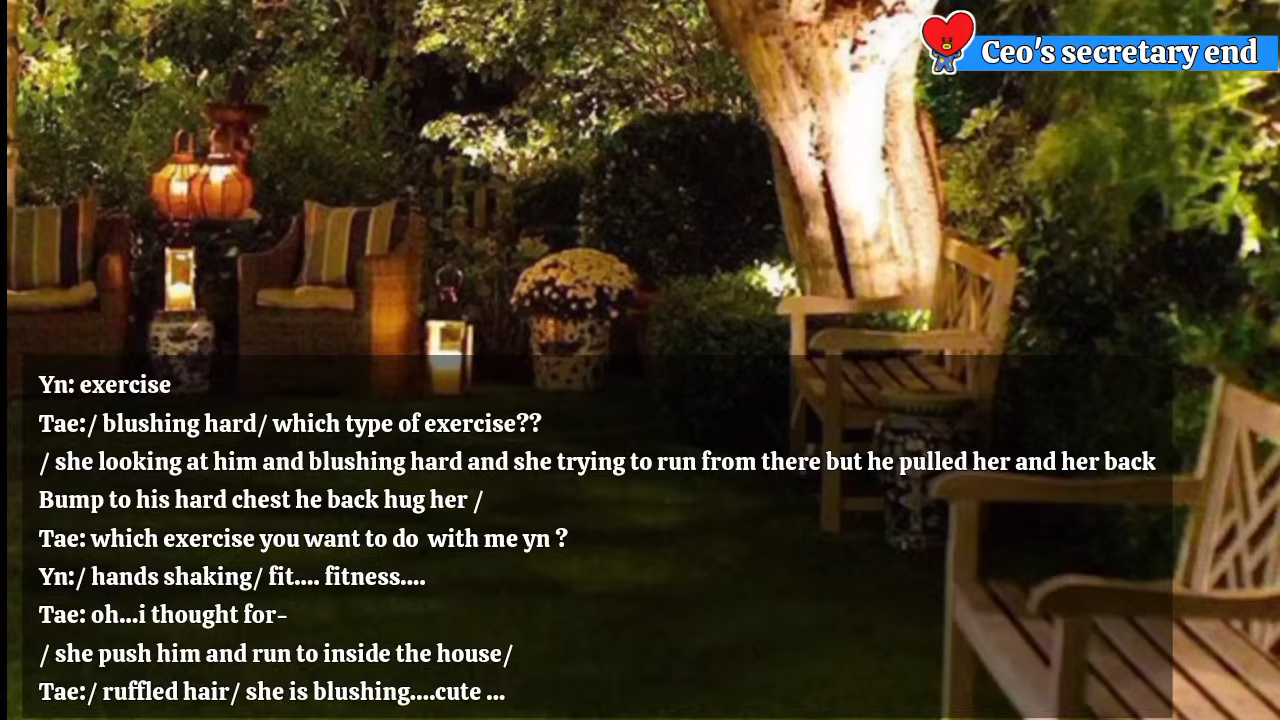 Ceo's secretary end
Yn: exercise
Tae:/ blushing hard/ which type of exercise??
/ she looking at him and blushing hard and she trying to run from there but he pulled her and her back
Bump to his hard chest he back hug her /
Tae: which exercise you want to do with me yn ?
Yn:/ hands shaking/ fit.... fitness....
Tae: oh...i thought for-
/ she push him and run to inside the house/
Tae:/ ruffled hair/ she is blushing....cute ...